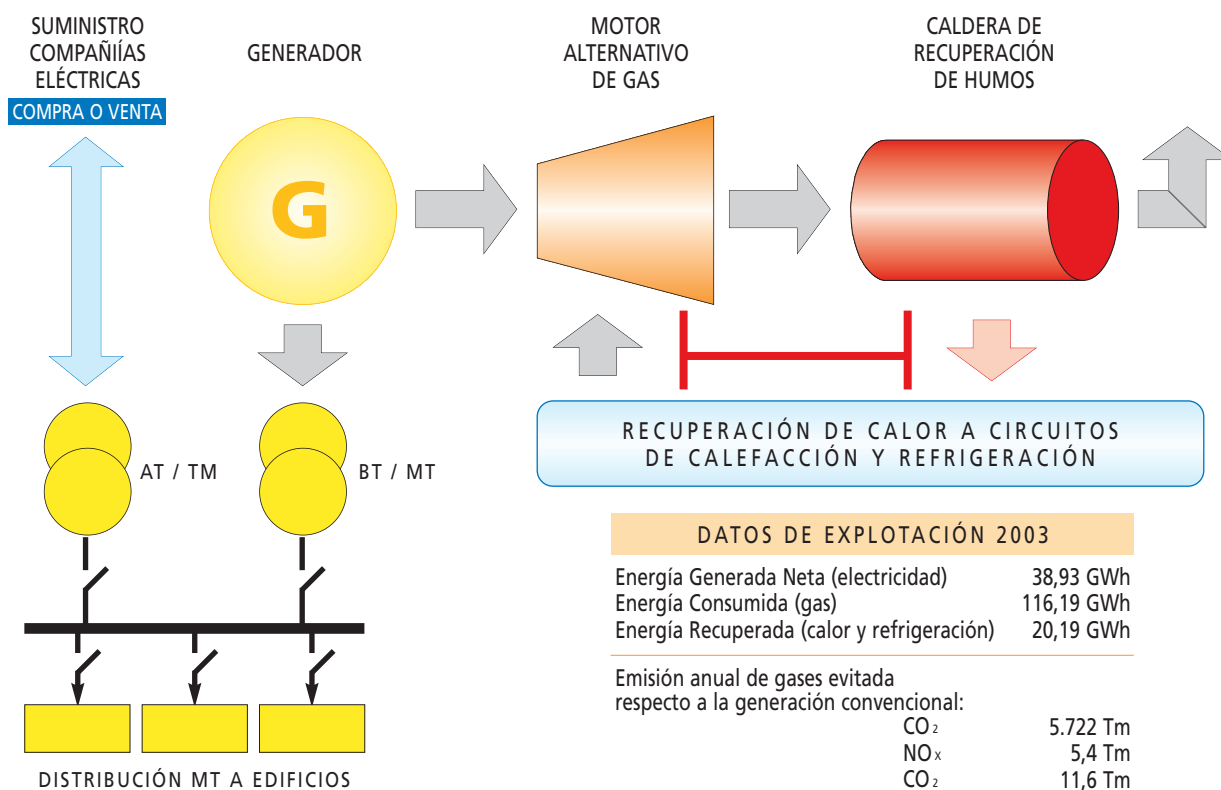 SUMINISTRO
COMPAÑIÍAS
ELÉCTRICAS
COMPRA O VENTA
GENERADOR
MOTOR
ALTERNATIVO
DE GAS
CALDERA DE
RECUPERACIÓN
DE HUMOS
G
AT / TM
BT / MT
RECUPERACIÓN DE CALOR A CIRCUITOS
DE CALEFACCIÓN Y REFRIGERACIÓN
DATOS DE EXPLOTACIÓN 2003
Energía Generada Neta (electricidad) 38,93 GWh
Energía Consumida (gas) 116,19 GWh
Energía Recuperada (calor y refrigeración) 20,19 GWh
Emisión anual de gases evitada
respecto a la generación convencional:
CO₂ 5.722 Tm
NOx 5,4 Tm
CO₂ 11,6 Tm
DISTRIBUCIÓN MT A EDIFICIOS